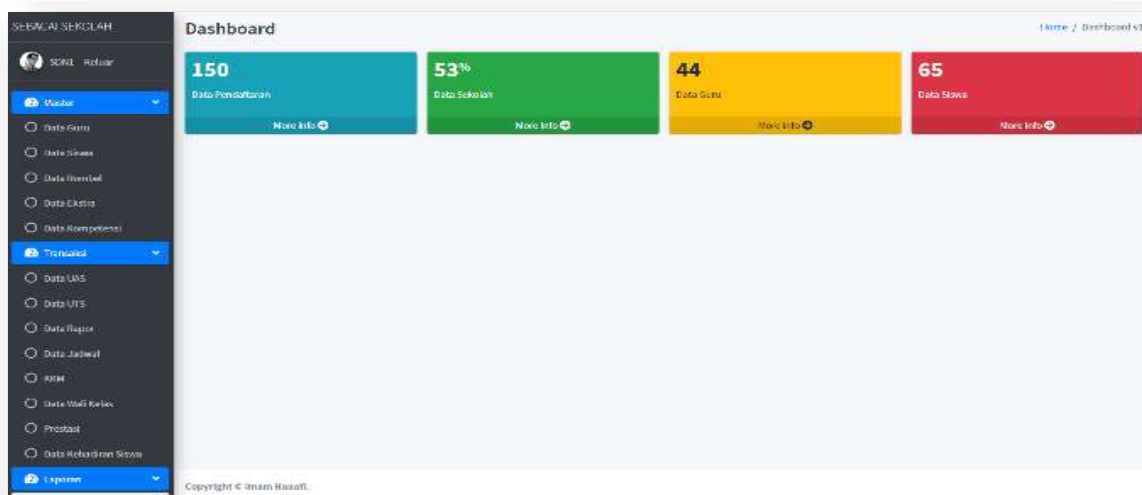 SEBAGAI SEKOLAH
SDN1
Master
Data Guru
Data Siswa
Data Rombel
Data Ekstra
Data Kompetensi
Transaksi
Data UAS
Data UTS
Data Rapor
Data Jadwal
KKM
Data Wali Kelas
Prestasi
Data Kehadiran Siswa
Laporan
Dashboard
Home / Dashboard v1
150
Data Pendaftaran
More info
53%
Data Sekolah
More info
44
Data Guru
More info
65
Data Siswa
More info
Copyright © Imam